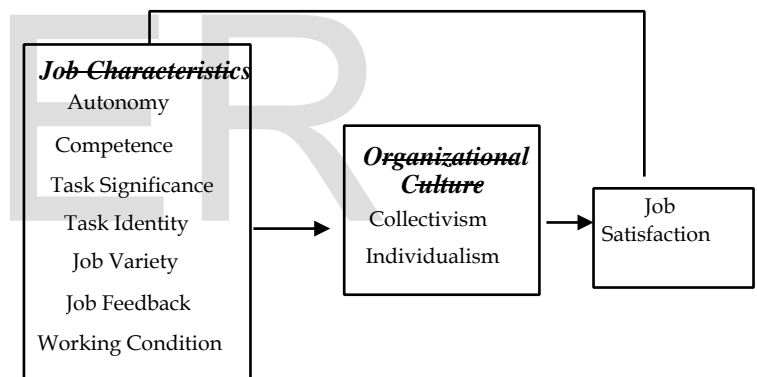 ER
Job Characteristics
Autonomy
Competence
Task Significance
Task Identity
Job Variety
Job Feedback
Working Condition
Organizational
Culture
Collectivism
Individualism
Job
Satisfaction